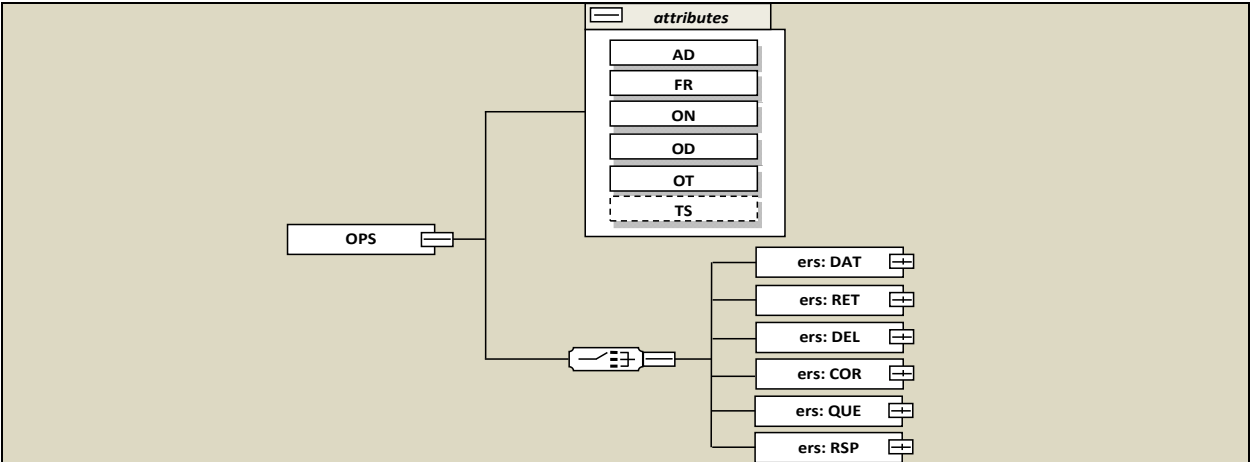 attributes
AD
FR
ON
OD
OT
TS
OPS
ers: DAT
ers: RET
ers: DEL
ers: COR
ers: QUE
ers: RSP